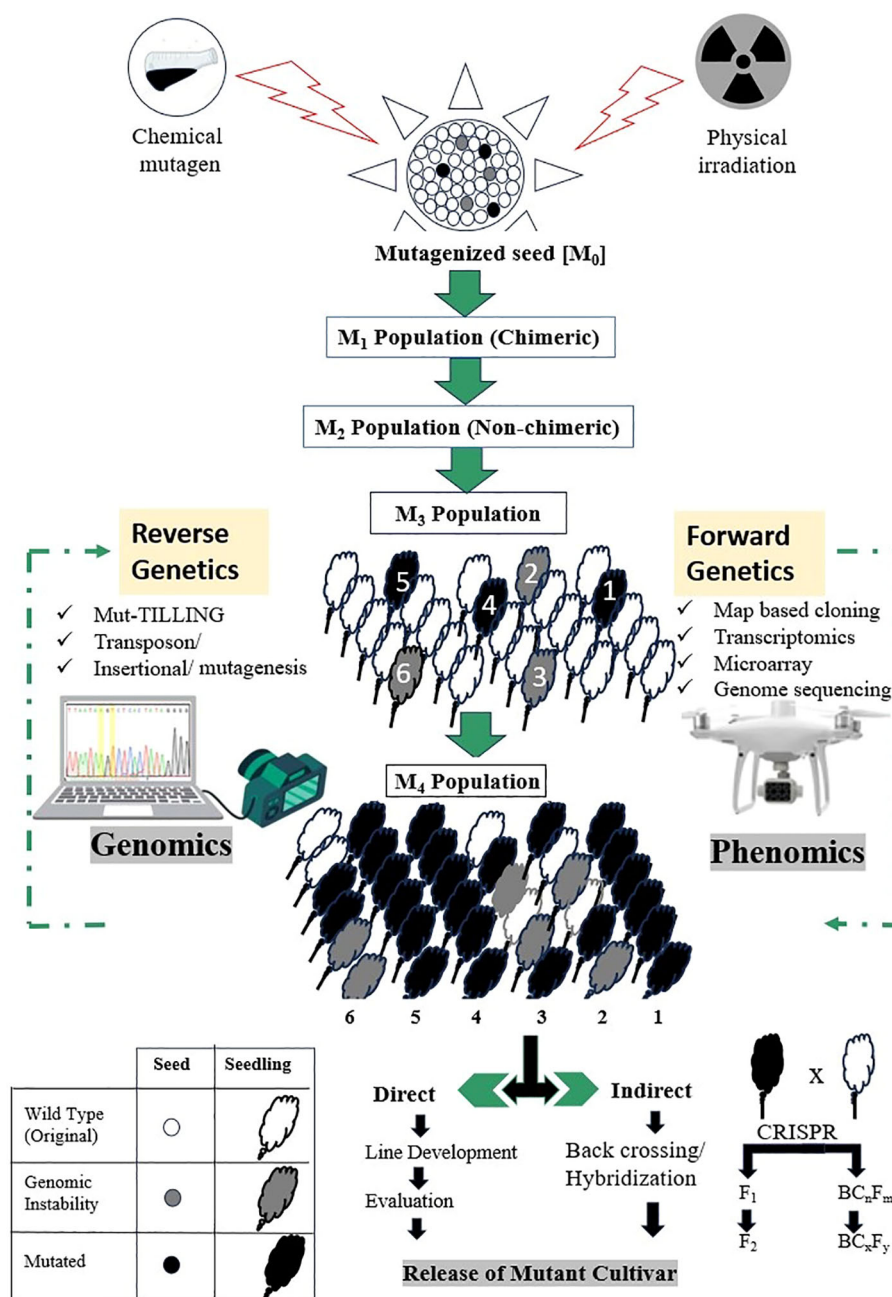 Chemical
mutagen
Physical
irradiation
Mutagenized seed [M₀]
M₁ Population (Chimeric)
M₂ Population (Non-chimeric)
M₃ Population
Reverse
Genetics
✓ Mut-TILLING
✓ Transposon/
✓ Insertional/ mutagenesis
Forward
Genetics
✓ Map based cloning
✓ Transcriptomics
✓ Microarray
✓ Genome sequencing
5
2
4
1
6
3
M₄ Population
Genomics
Phenomics
6 5 4 3 2 1
Seed Seedling
Wild Type
(Original)
Genomic
Instability
Mutated
Direct
Line Development
Evaluation
Indirect
Back crossing/
Hybridization
Release of Mutant Cultivar
X
CRISPR
F₁ BCₙFₘ
F₂ BCₓFᵧ